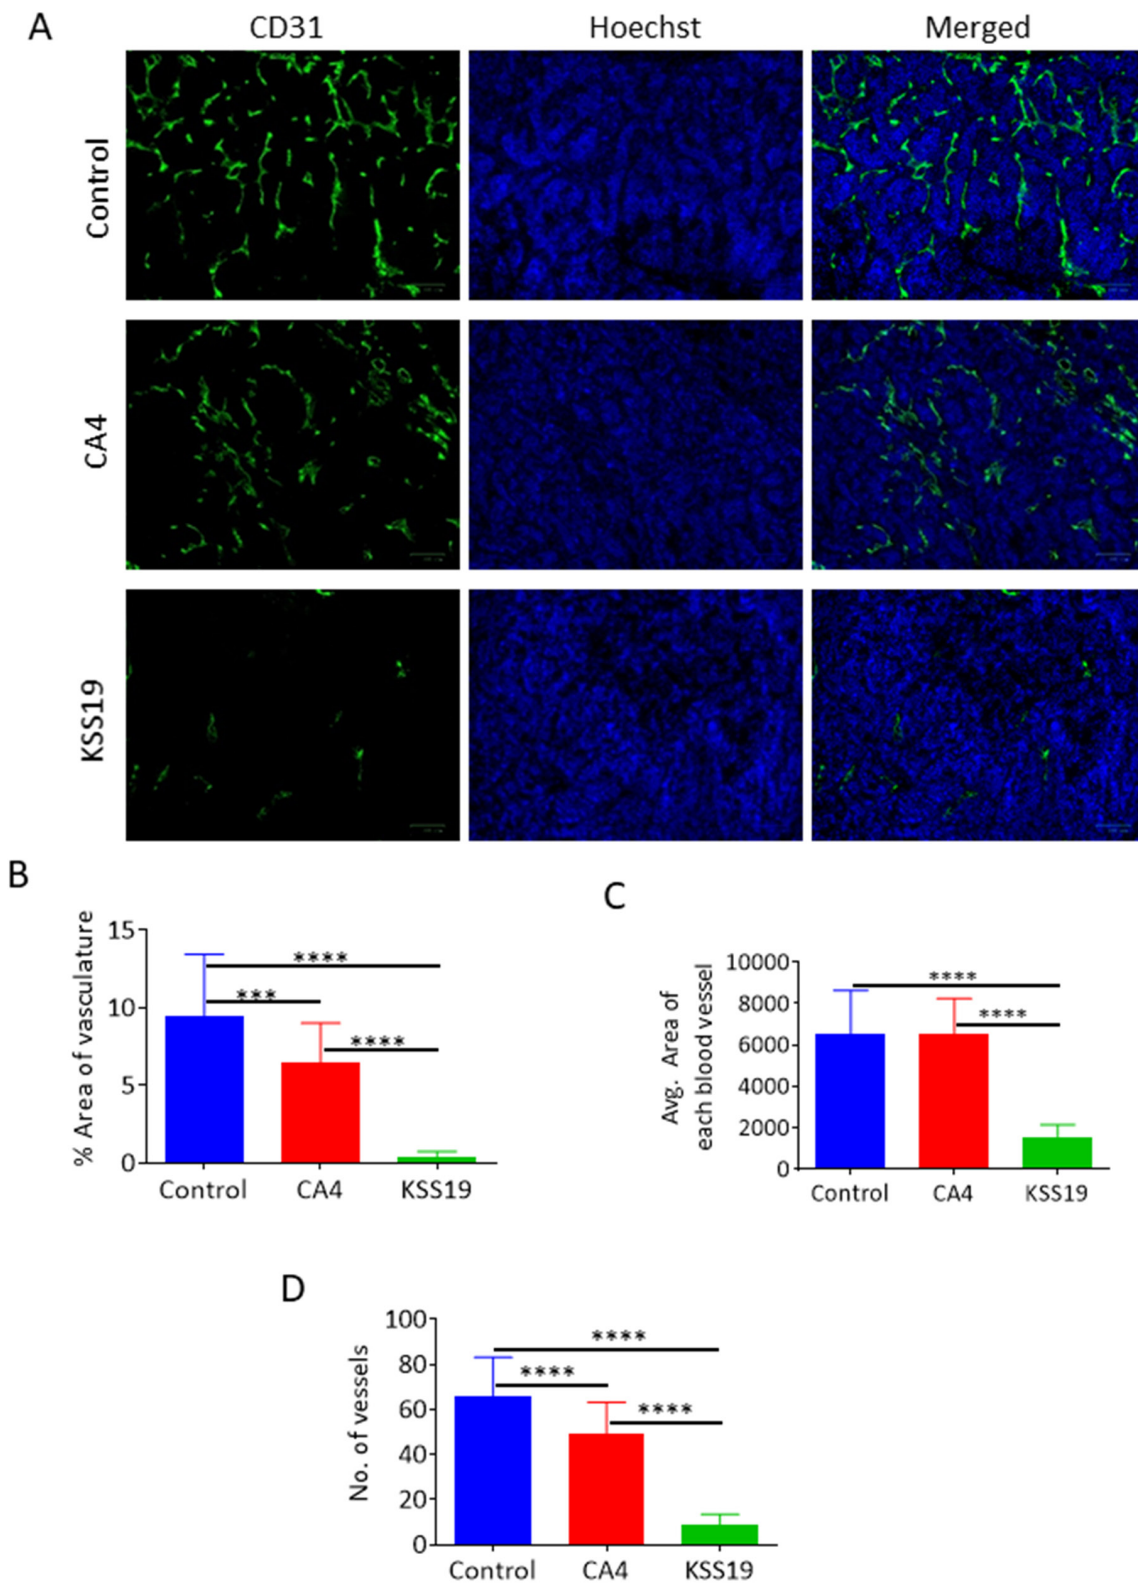 A
CD31 Hoechst Merged
Control
CA4
KSS19
B
% Area of vasculature
15
10
5
0
****
***
****
Control CA4 KSS19
C
Avg. Area of
each blood vessel
10000
8000
6000
4000
2000
0
****
****
Control CA4 KSS19
D
No. of vessels
100
80
60
40
20
0
****
****
****
Control CA4 KSS19